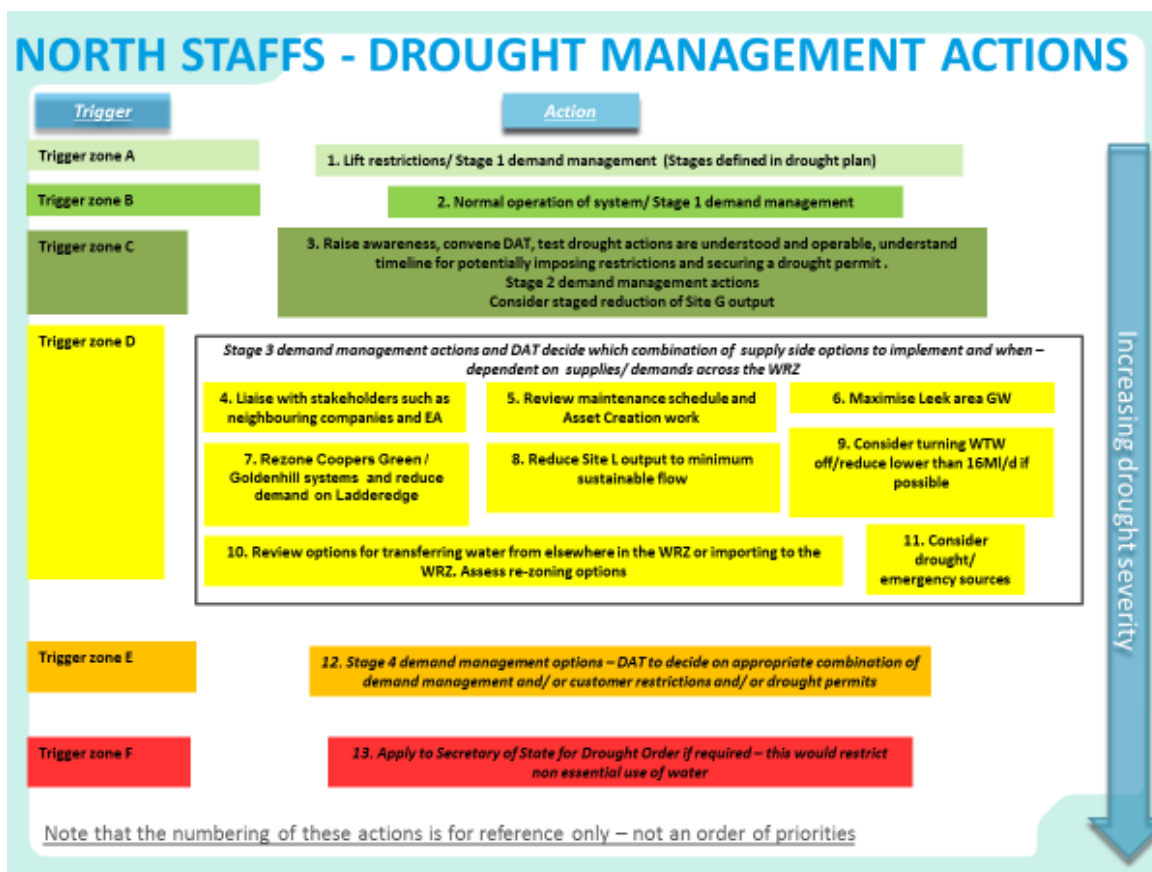 NORTH STAFFS - DROUGHT MANAGEMENT ACTIONS
Trigger
Action
Trigger zone A
1. Lift restrictions/ Stage 1 demand management (Stages defined in drought plan)
Trigger zone B
2. Normal operation of system/ Stage 1 demand management
Trigger zone C
3. Raise awareness, convene DAT, test drought actions are understood and operable, understand
timeline for potentially imposing restrictions and securing a drought permit .
Stage 2 demand management actions
Consider staged reduction of Site G output
Trigger zone D
Stage 3 demand management actions and DAT decide which combination of supply side options to implement and when –
dependent on supplies/ demands across the WRZ
4. Liaise with stakeholders such as
neighbouring companies and EA
5. Review maintenance schedule and
Asset Creation work
6. Maximise Leek area GW
7. Rezone Coopers Green /
Goldenhill systems and reduce
demand on Ladderedge
8. Reduce Site L output to minimum
sustainable flow
9. Consider turning WTW
off/reduce lower than 16Ml/d if
possible
10. Review options for transferring water from elsewhere in the WRZ or importing to the
WRZ. Assess re-zoning options
11. Consider
drought/
emergency sources
Trigger zone E
12. Stage 4 demand management options – DAT to decide on appropriate combination of
demand management and/ or customer restrictions and/ or drought permits
Trigger zone F
13. Apply to Secretary of State for Drought Order if required – this would restrict
non essential use of water
Increasing drought severity
Note that the numbering of these actions is for reference only – not an order of priorities